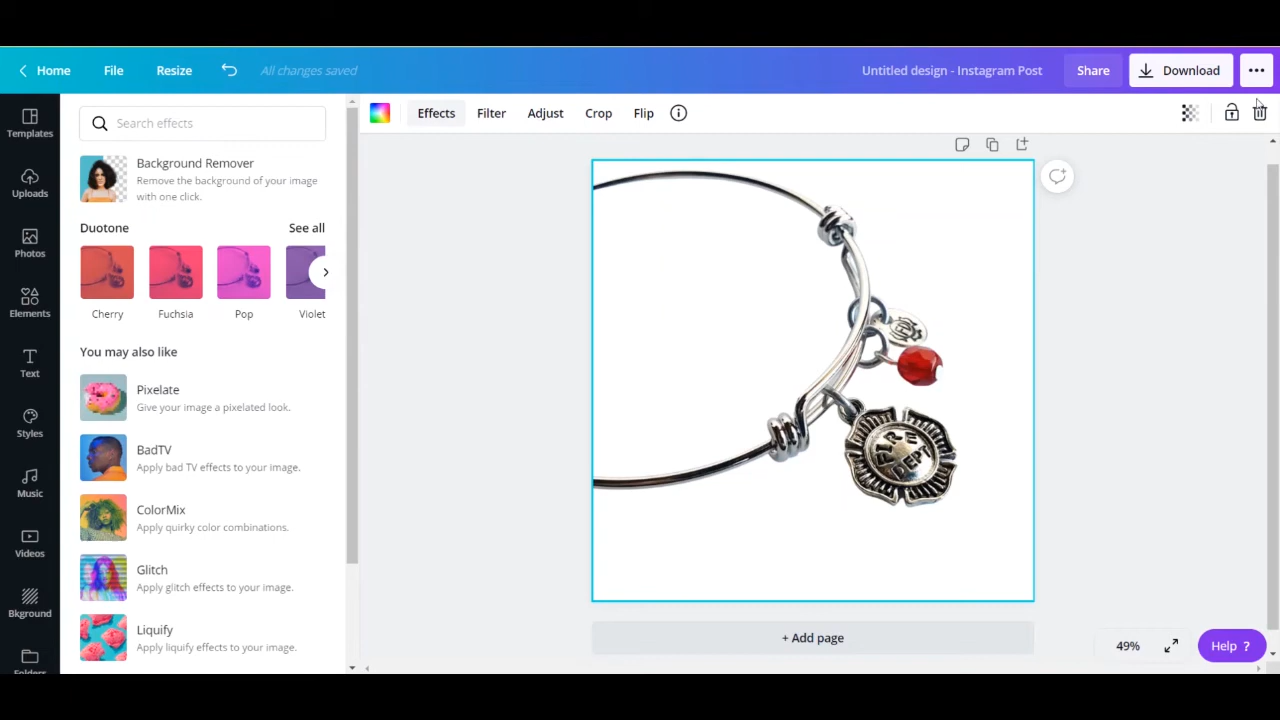 Home
File
Resize
All changes saved
Untitled design - Instagram Post
Share
Download
Templates
Uploads
Photos
Elements
Text
Styles
Music
Videos
Bkground
Folders
Search effects
Background Remover
Remove the background of your image
with one click.
Duotone
See all
Cherry
Fuchsia
Pop
Violet
You may also like
Pixelate
Give your image a pixelated look.
BadTV
Apply bad TV effects to your image.
ColorMix
Apply quirky color combinations.
Glitch
Apply glitch effects to your image.
Liquify
Apply liquify effects to your image.
Effects
Filter
Adjust
Crop
Flip
FIRE
DEPT
+ Add page
49%
Help ?